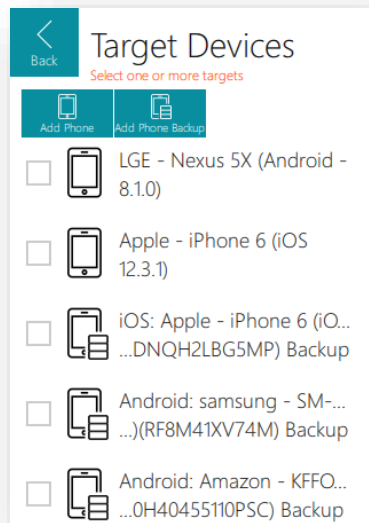 Back
Target Devices
Select one or more targets
Add Phone
Add Phone Backup
LGE - Nexus 5X (Android -
8.1.0)
Apple - iPhone 6 (iOS
12.3.1)
iOS: Apple - iPhone 6 (iO...
...DNQH2LBG5MP) Backup
Android: samsung - SM-...
...)(RF8M41XV74M) Backup
Android: Amazon - KFFO...
...0H40455110PSC) Backup